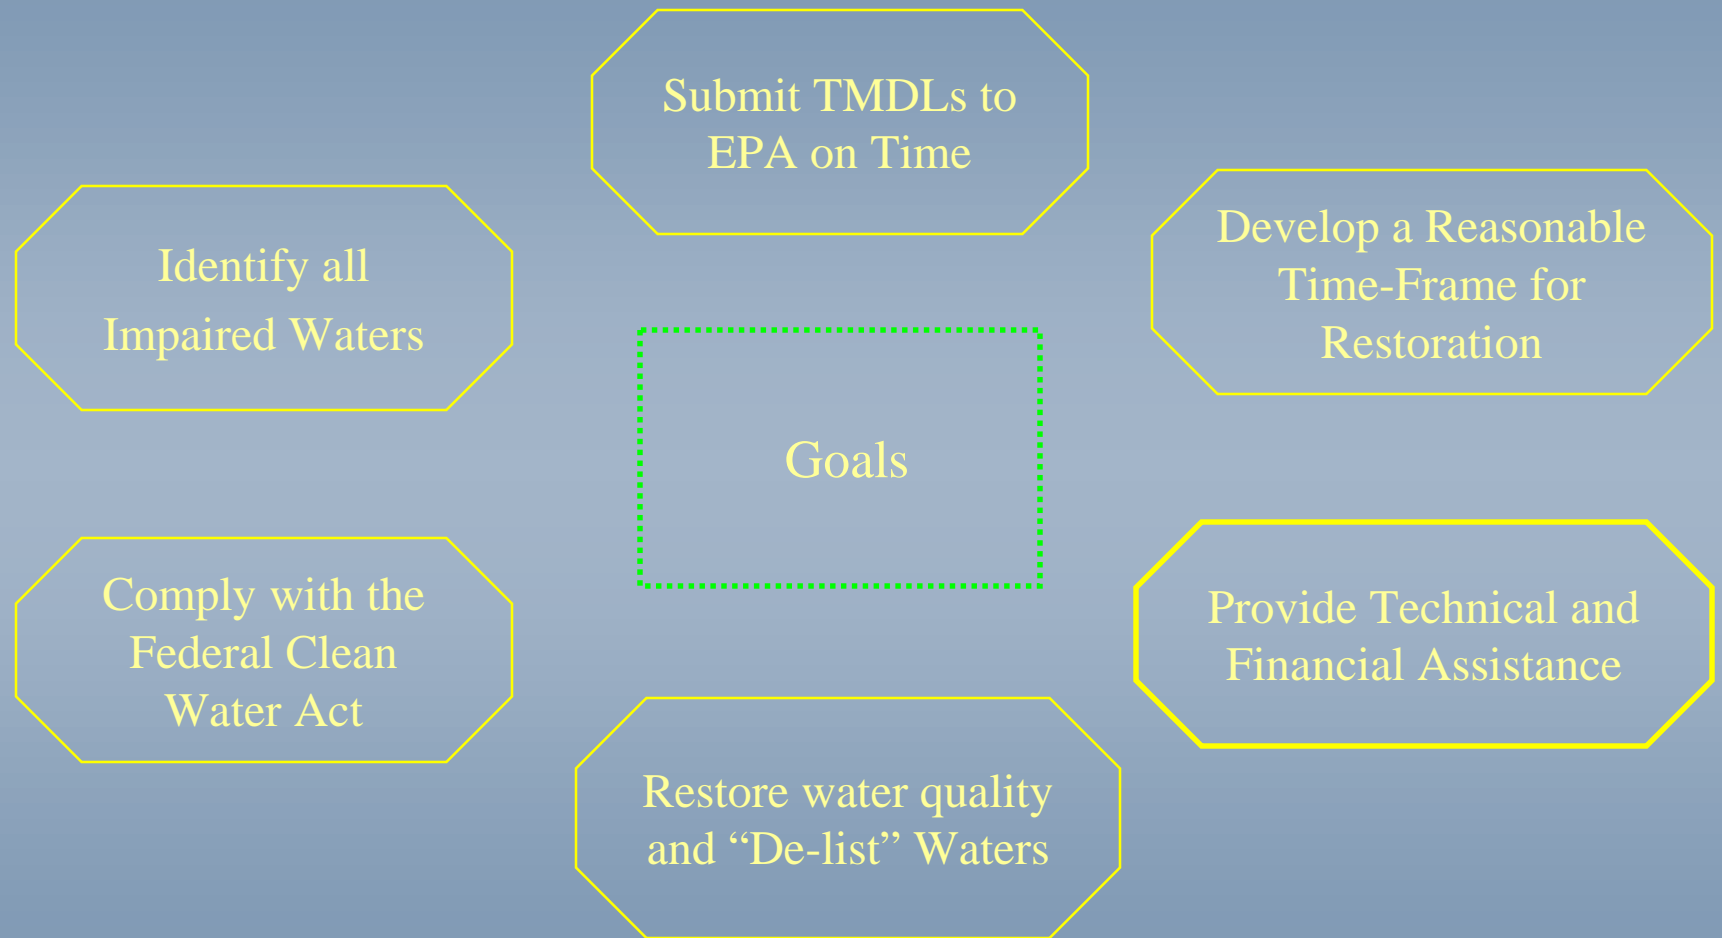 Submit TMDLs to
EPA on Time
Identify all
Impaired Waters
Develop a Reasonable
Time-Frame for
Restoration
Goals
Comply with the
Federal Clean
Water Act
Provide Technical and
Financial Assistance
Restore water quality
and “De-list” Waters